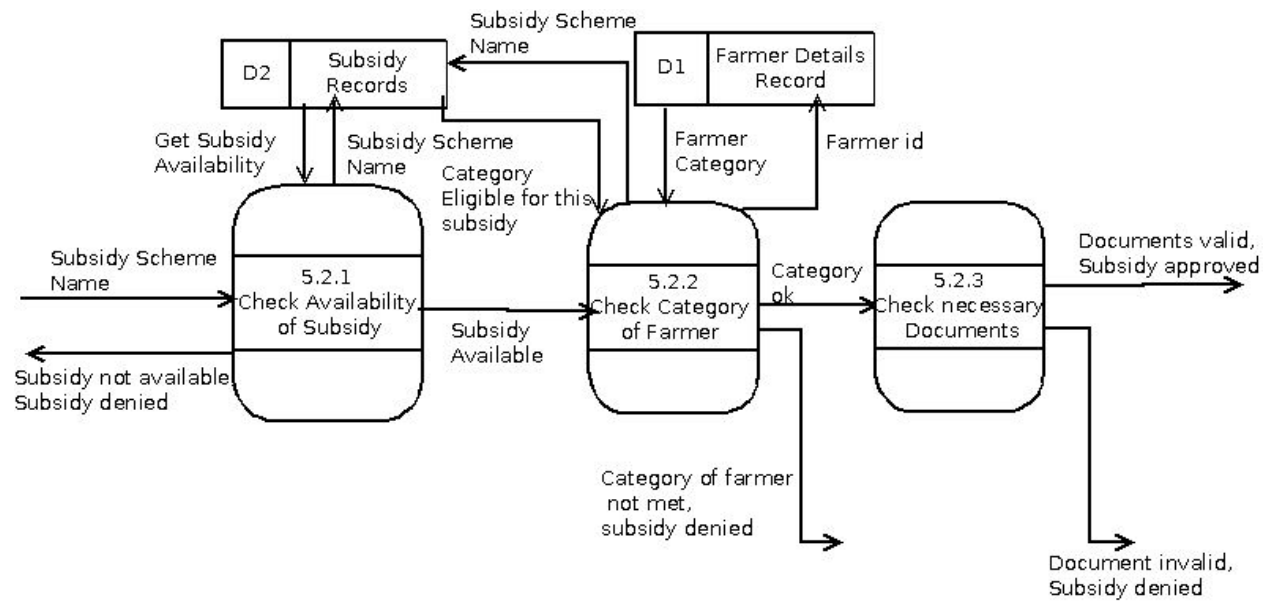 Subsidy Scheme
Name
D2
Subsidy
Records
D1
Farmer Details
Record
Get Subsidy
Availability
Subsidy Scheme
Name
Category
Eligible for this
subsidy
Farmer
Category
Farmer id
Subsidy Scheme
Name
5.2.1
Check Availability
of Subsidy
Subsidy
Available
5.2.2
Check Category
of Farmer
Category
ok
5.2.3
Check necessary
Documents
Documents valid,
Subsidy approved
Subsidy not available
Subsidy denied
Category of farmer
not met,
subsidy denied
Document invalid,
Subsidy denied